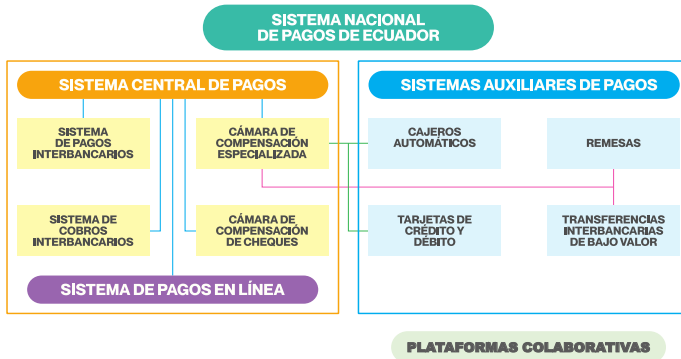 SISTEMA NACIONAL
DE PAGOS DE ECUADOR
SISTEMA CENTRAL DE PAGOS
SISTEMA
DE PAGOS
INTERBANCARIOS
CÁMARA DE
COMPENSACIÓN
ESPECIALIZADA
SISTEMA DE
COBROS
INTERBANCARIOS
CÁMARA DE
COMPENSACIÓN
DE CHEQUES
SISTEMA DE PAGOS EN LÍNEA
SISTEMAS AUXILIARES DE PAGOS
CAJEROS
AUTOMÁTICOS
REMESAS
TARJETAS DE
CRÉDITO Y
DÉBITO
TRANSFERENCIAS
INTERBANCARIAS
DE BAJO VALOR
PLATAFORMAS COLABORATIVAS